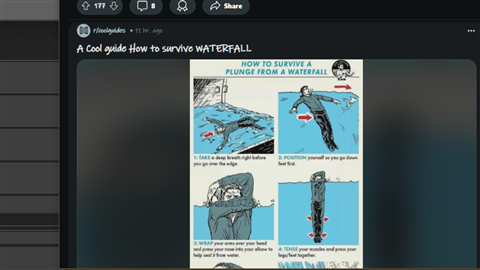 177
8
Share
r/coolguides • 11 hr. ago
A Cool guide How to survive WATERFALL
HOW TO SURVIVE A
PLUNGE FROM A WATERFALL
1: TAKE a deep breath right before
you go over the edge.
2: POSITION yourself so you go down
feet first.
3: WRAP your arms over your head
and press your nose into your elbow to
help seal it from water.
4: TENSE your muscles and press your
legs/feet together.